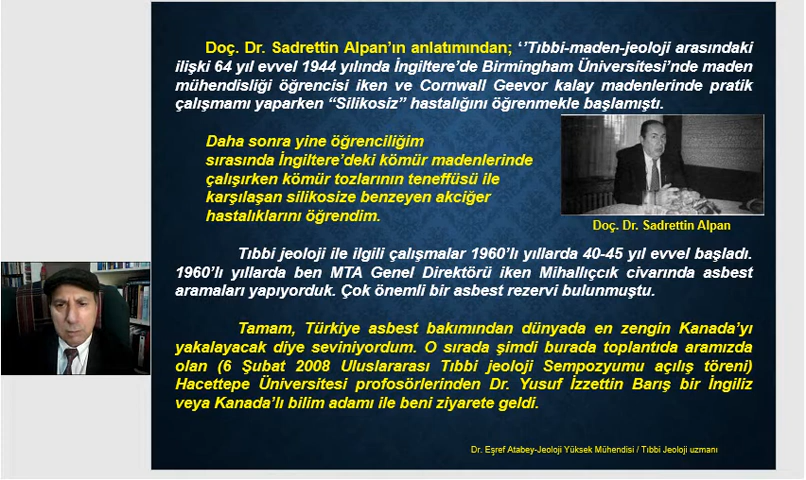 Doç. Dr. Sadrettin Alpan'ın anlatımından; ‘'Tıbbi-maden-jeoloji arasındaki
ilişki 64 yıl evvel 1944 yılında İngiltere'de Birmingham Üniversitesi'nde maden
mühendisliği öğrencisi iken ve Cornwall Geevor kalay madenlerinde pratik
çalışmamı yaparken “Silikosiz” hastalığını öğrenmekle başlamıştı.
Daha sonra yine öğrenciliğim
sırasında İngiltere'deki kömür madenlerinde
çalışırken kömür tozlarının teneffüsü ile
karşılaşan silikosize benzeyen akciğer
hastalıklarını öğrendim.
Doç. Dr. Sadrettin Alpan
Tıbbi jeoloji ile ilgili çalışmalar 1960'lı yıllarda 40-45 yıl evvel başladı.
1960'lı yıllarda ben MTA Genel Direktörü iken Mihallıçcık civarında asbest
aramaları yapıyorduk. Çok önemli bir asbest rezervi bulunmuştu.
Tamam, Türkiye asbest bakımından dünyada en zengin Kanada'yı
yakalayacak diye seviniyordum. O sırada şimdi burada toplantıda aramızda
olan (6 Şubat 2008 Uluslararası Tıbbi jeoloji Sempozyumu açılış töreni)
Hacettepe Üniversitesi profosörlerinden Dr. Yusuf İzzettin Barış bir İngiliz
veya Kanada'lı bilim adamı ile beni ziyarete geldi.
Dr. Eşref Atabey-Jeoloji Yüksek Mühendisi / Tıbbi Jeoloji uzmanı